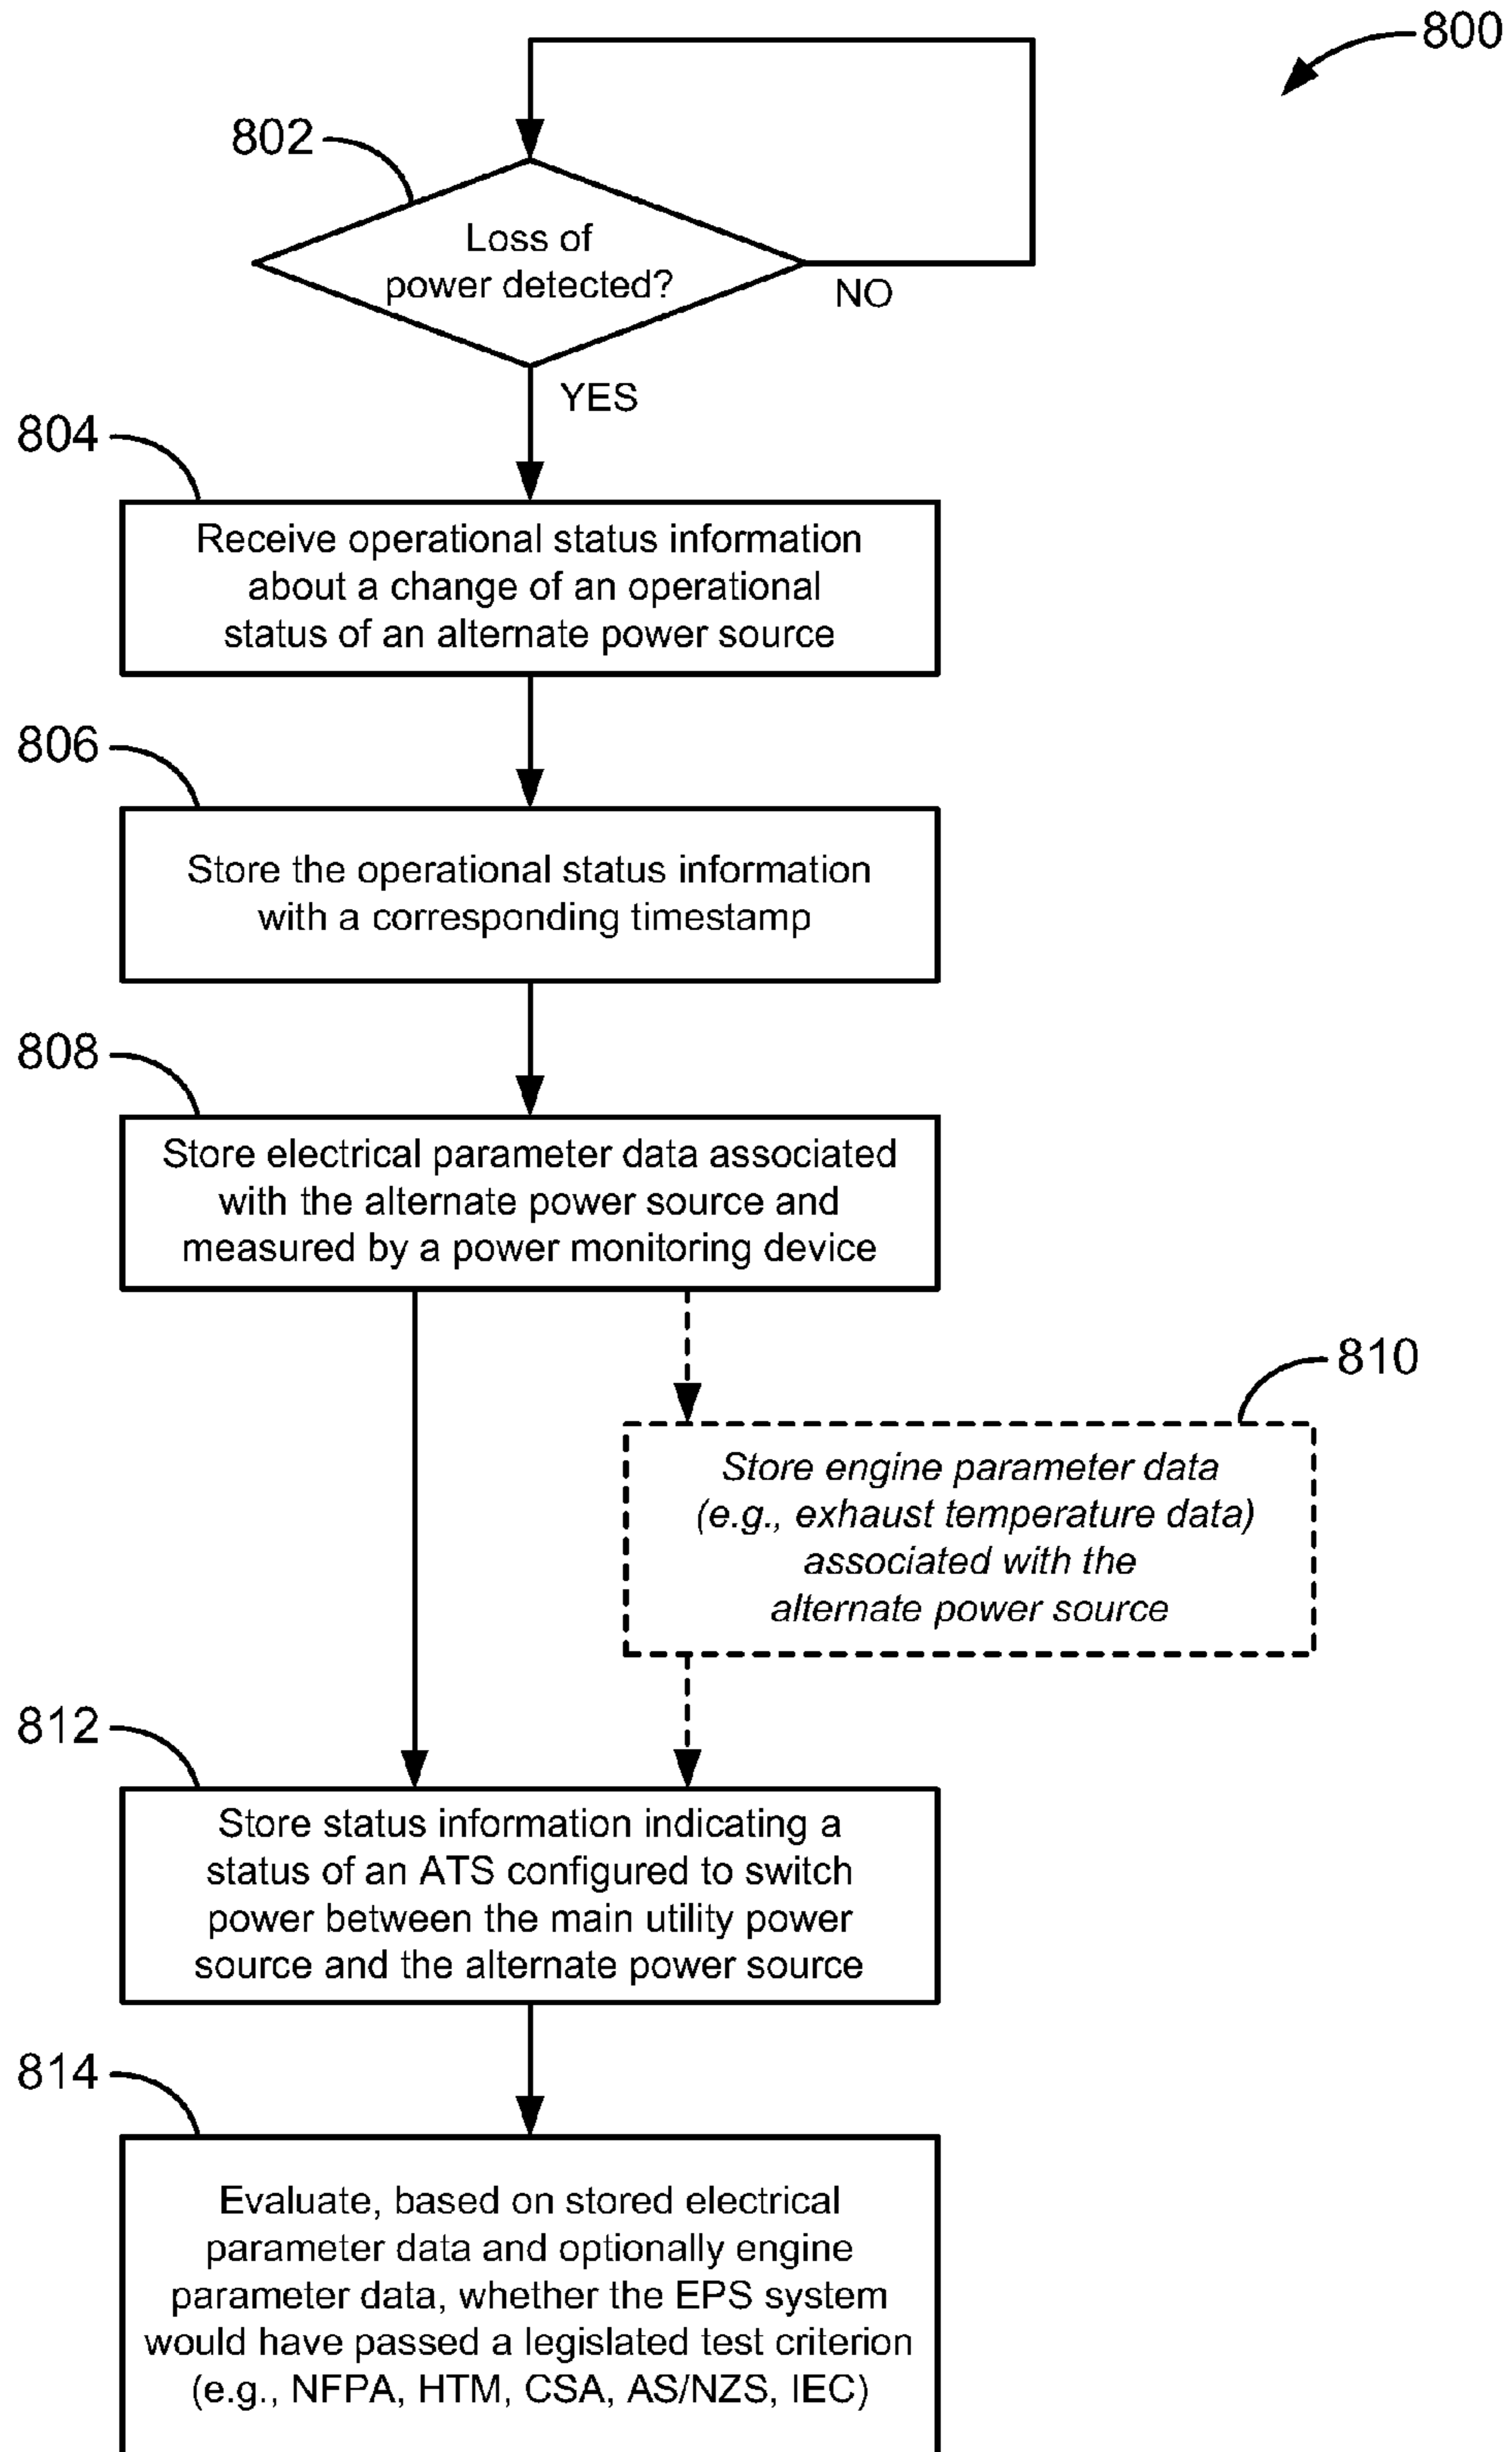 800
802
Loss of
power detected?
NO
YES
804
Receive operational status information
about a change of an operational
status of an alternate power source
806
Store the operational status information
with a corresponding timestamp
808
Store electrical parameter data associated
with the alternate power source and
measured by a power monitoring device
810
Store engine parameter data
(e.g., exhaust temperature data)
associated with the
alternate power source
812
Store status information indicating a
status of an ATS configured to switch
power between the main utility power
source and the alternate power source
814
Evaluate, based on stored electrical
parameter data and optionally engine
parameter data, whether the EPS system
would have passed a legislated test criterion
(e.g., NFPA, HTM, CSA, AS/NZS, IEC)